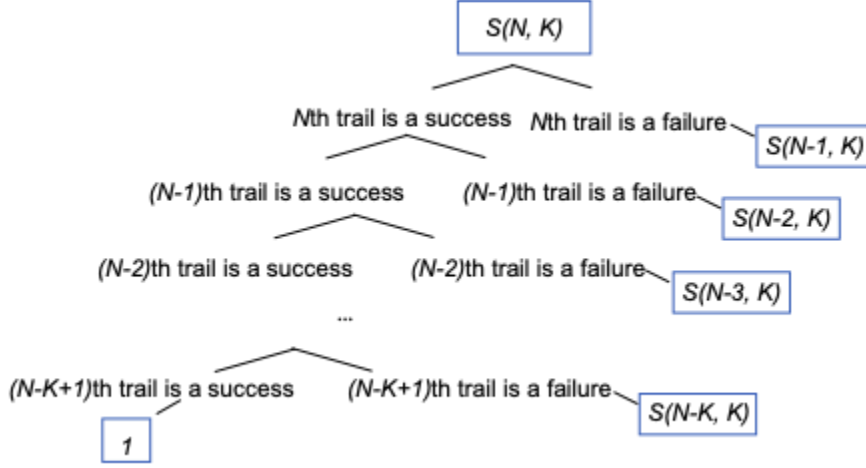 S(N, K)
Nth trail is a success Nth trail is a failure
S(N-1, K)
(N-1)th trail is a success (N-1)th trail is a failure
S(N-2, K)
(N-2)th trail is a success (N-2)th trail is a failure
S(N-3, K)
...
(N-K+1)th trail is a success (N-K+1)th trail is a failure
S(N-K, K)
1